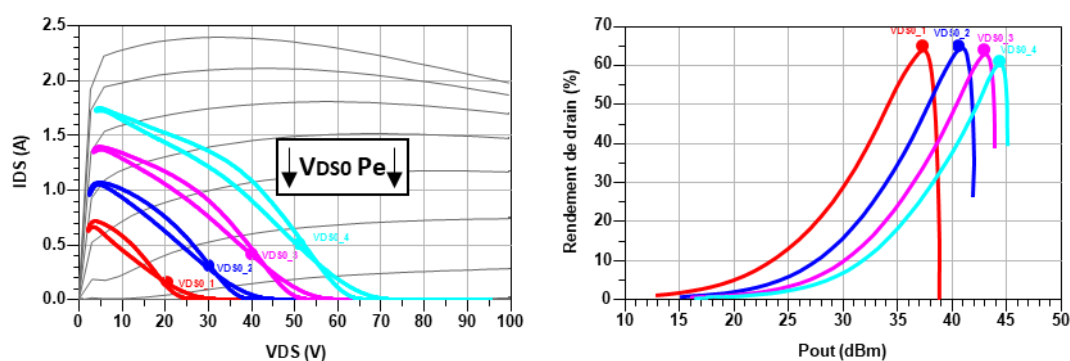 2.5
2.0
1.5
1.0
0.5
0.0
IDS (A)
↓ VDS0 Pe ↓
VDS0_1
VDS0_2
VDS0_3
VDS0_4
0 10 20 30 40 50 60 70 80 90 100
VDS (V)
70
60
50
40
30
20
10
0
Rendement de drain (%)
VDS0_1
VDS0_2
VDS0_3
VDS0_4
10 15 20 25 30 35 40 45 50
Pout (dBm)